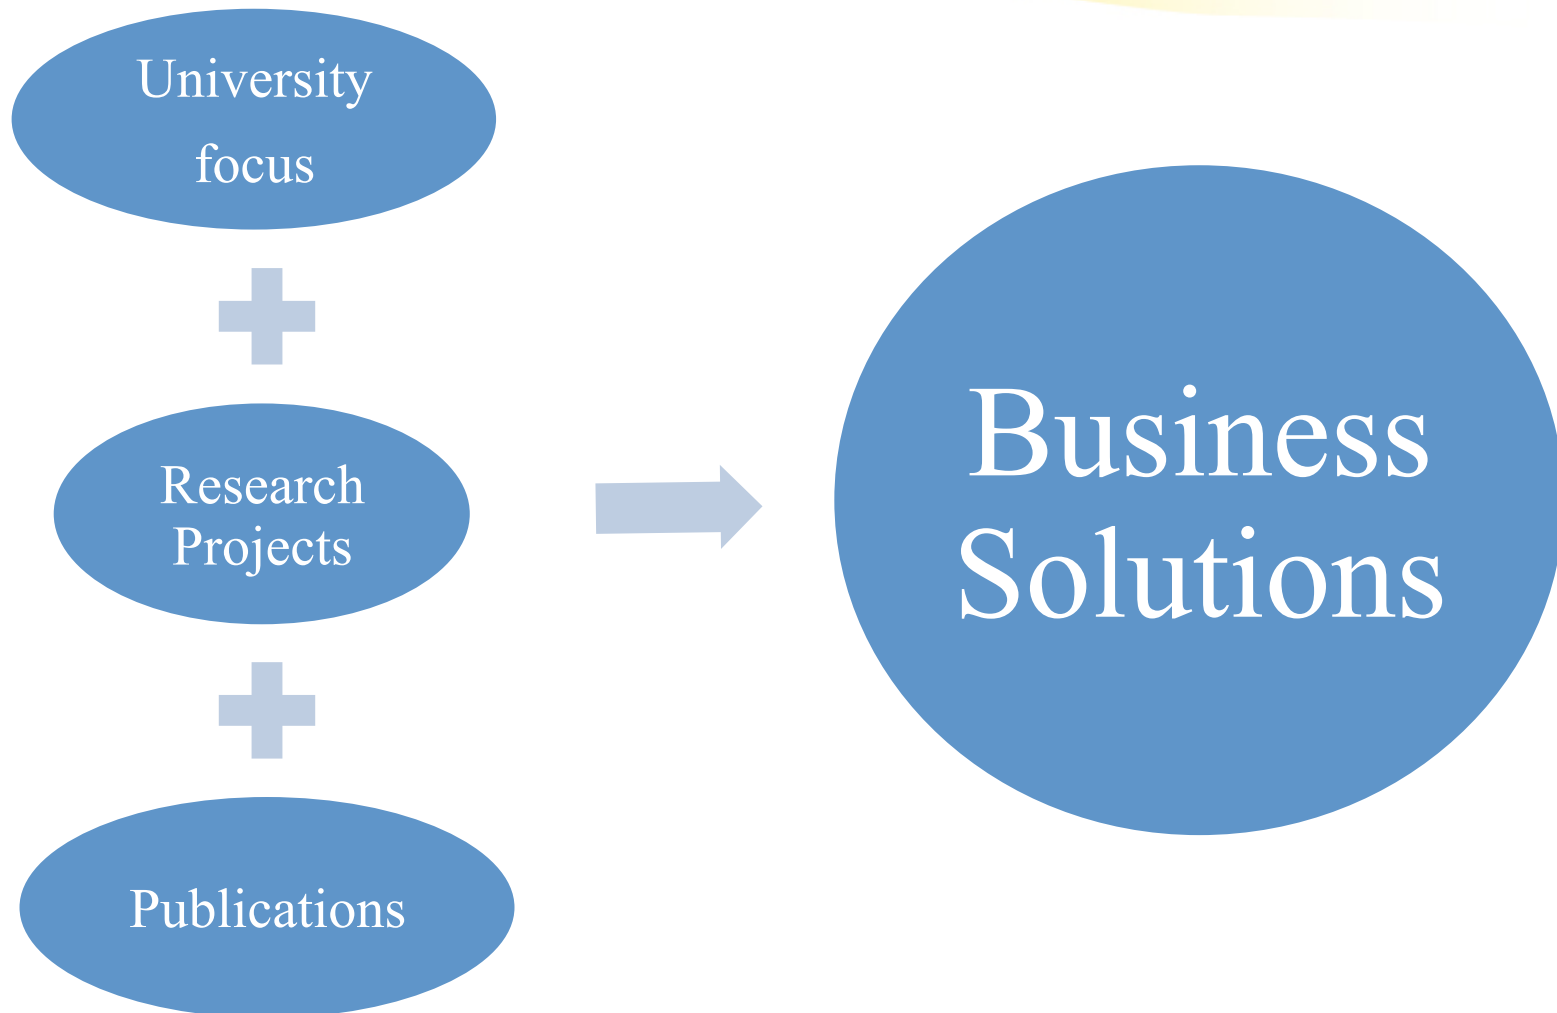 University
focus
Research
Projects
Publications
Business
Solutions